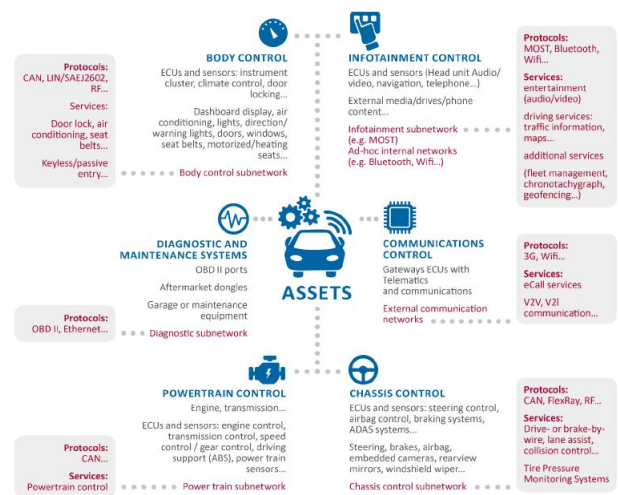 Protocols:
CAN, LIN/SAEJ2602,
RF...
Services:
Door lock, air
conditioning, seat
belts...
Keyless/passive
entry...
BODY CONTROL
ECUs and sensors: instrument
cluster, climate control, door
locking...
Dashboard display, air
conditioning, lights, direction/
warning lights, doors, windows,
seat belts, motorized/heating
seats...
Body control subnetwork
INFOTAINMENT CONTROL
ECUs and sensors (Head unit Audio/
video, navigation, telephone...)
External media/drives/phone
content...
Infotainment subnetwork
(e.g. MOST)
Ad-hoc internal networks
(e.g. Bluetooth, Wifi...)
Protocols:
MOST, Bluetooth,
Wifi...
Services:
entertainment
(audio/video)
driving services:
traffic information,
maps...
additional services
(fleet management,
chronotachygraph,
geofencing...)
DIAGNOSTIC AND
MAINTENANCE SYSTEMS
OBD II ports
Aftermarket dongles
Garage or maintenance
equipment
Diagnostic subnetwork
Protocols:
OBD II, Ethernet...
ASSETS
COMMUNICATIONS
CONTROL
Gateways ECUs with
Telematics
and communications
External communication
networks
Protocols:
3G, Wifi...
Services:
eCall services
V2V, V2I
communication...
POWERTRAIN CONTROL
Engine, transmission...
ECUs and sensors: engine control,
transmission control, speed
control / gear control, driving
support (ABS), power train
sensors...
Power train subnetwork
Protocols:
CAN...
Services:
Powertrain control
CHASSIS CONTROL
ECUs and sensors: steering control,
airbag control, braking systems,
ADAS systems...
Steering, brakes, airbag,
embedded cameras, rearview
mirrors, windshield wiper...
Chassis control subnetwork
Protocols:
CAN, FlexRay, RF...
Services:
Drive- or brake-by-
wire, lane assist,
collision control...
Tire Pressure
Monitoring Systems